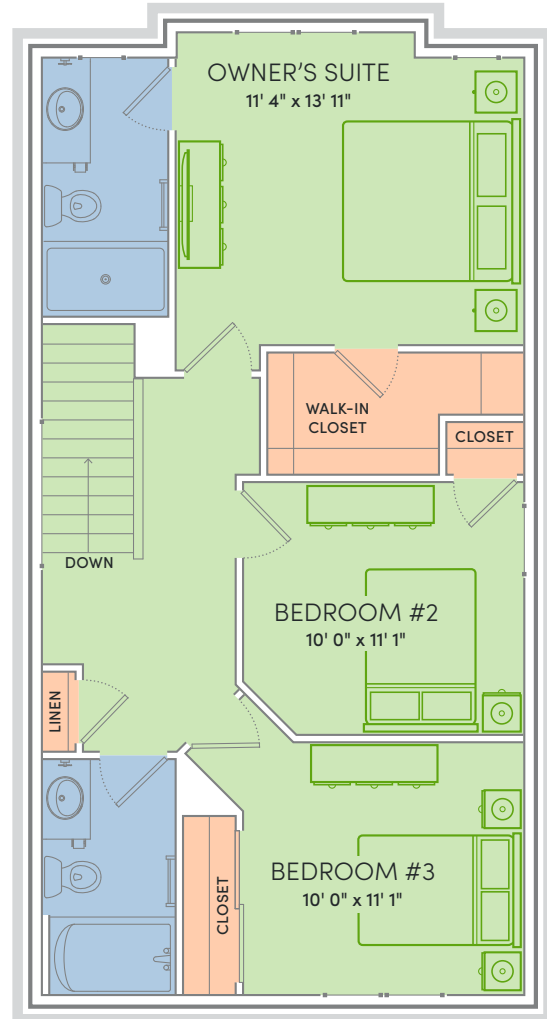 OWNER'S SUITE
11' 4" x 13' 11"
WALK-IN
CLOSET
CLOSET
DOWN
BEDROOM #2
10' 0" x 11' 1"
LINEN
BEDROOM #3
10' 0" x 11' 1"
CLOSET